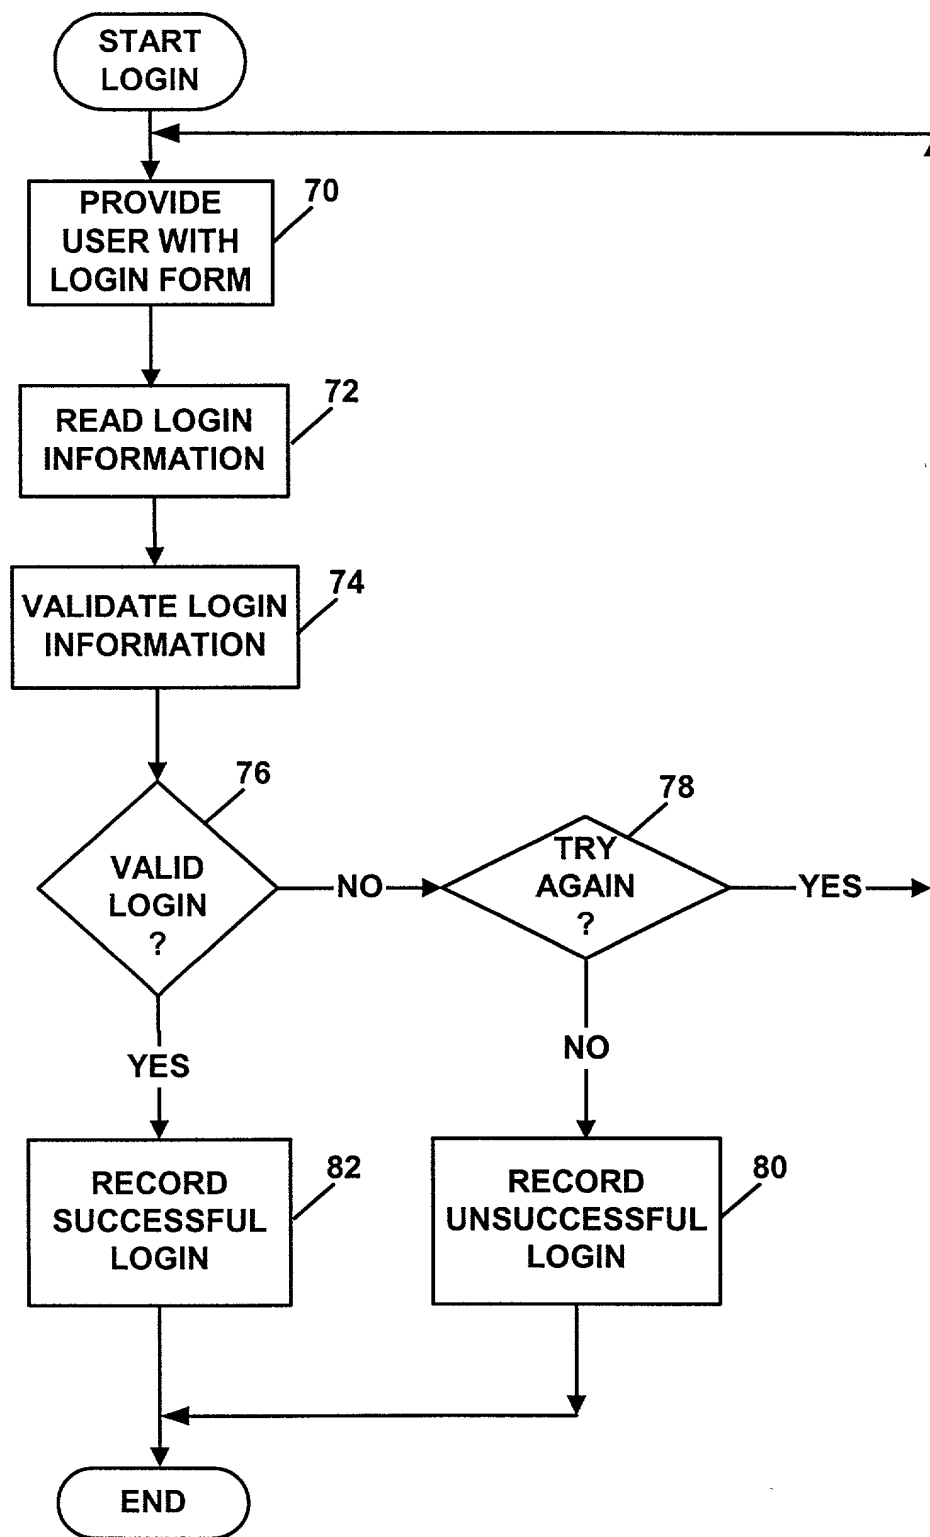 START
LOGIN
PROVIDE
USER WITH
LOGIN FORM
70
READ LOGIN
INFORMATION
72
VALIDATE LOGIN
INFORMATION
74
VALID
LOGIN
?
76
NO
TRY
AGAIN
?
78
YES
YES
NO
RECORD
SUCCESSFUL
LOGIN
82
RECORD
UNSUCCESSFUL
LOGIN
80
END